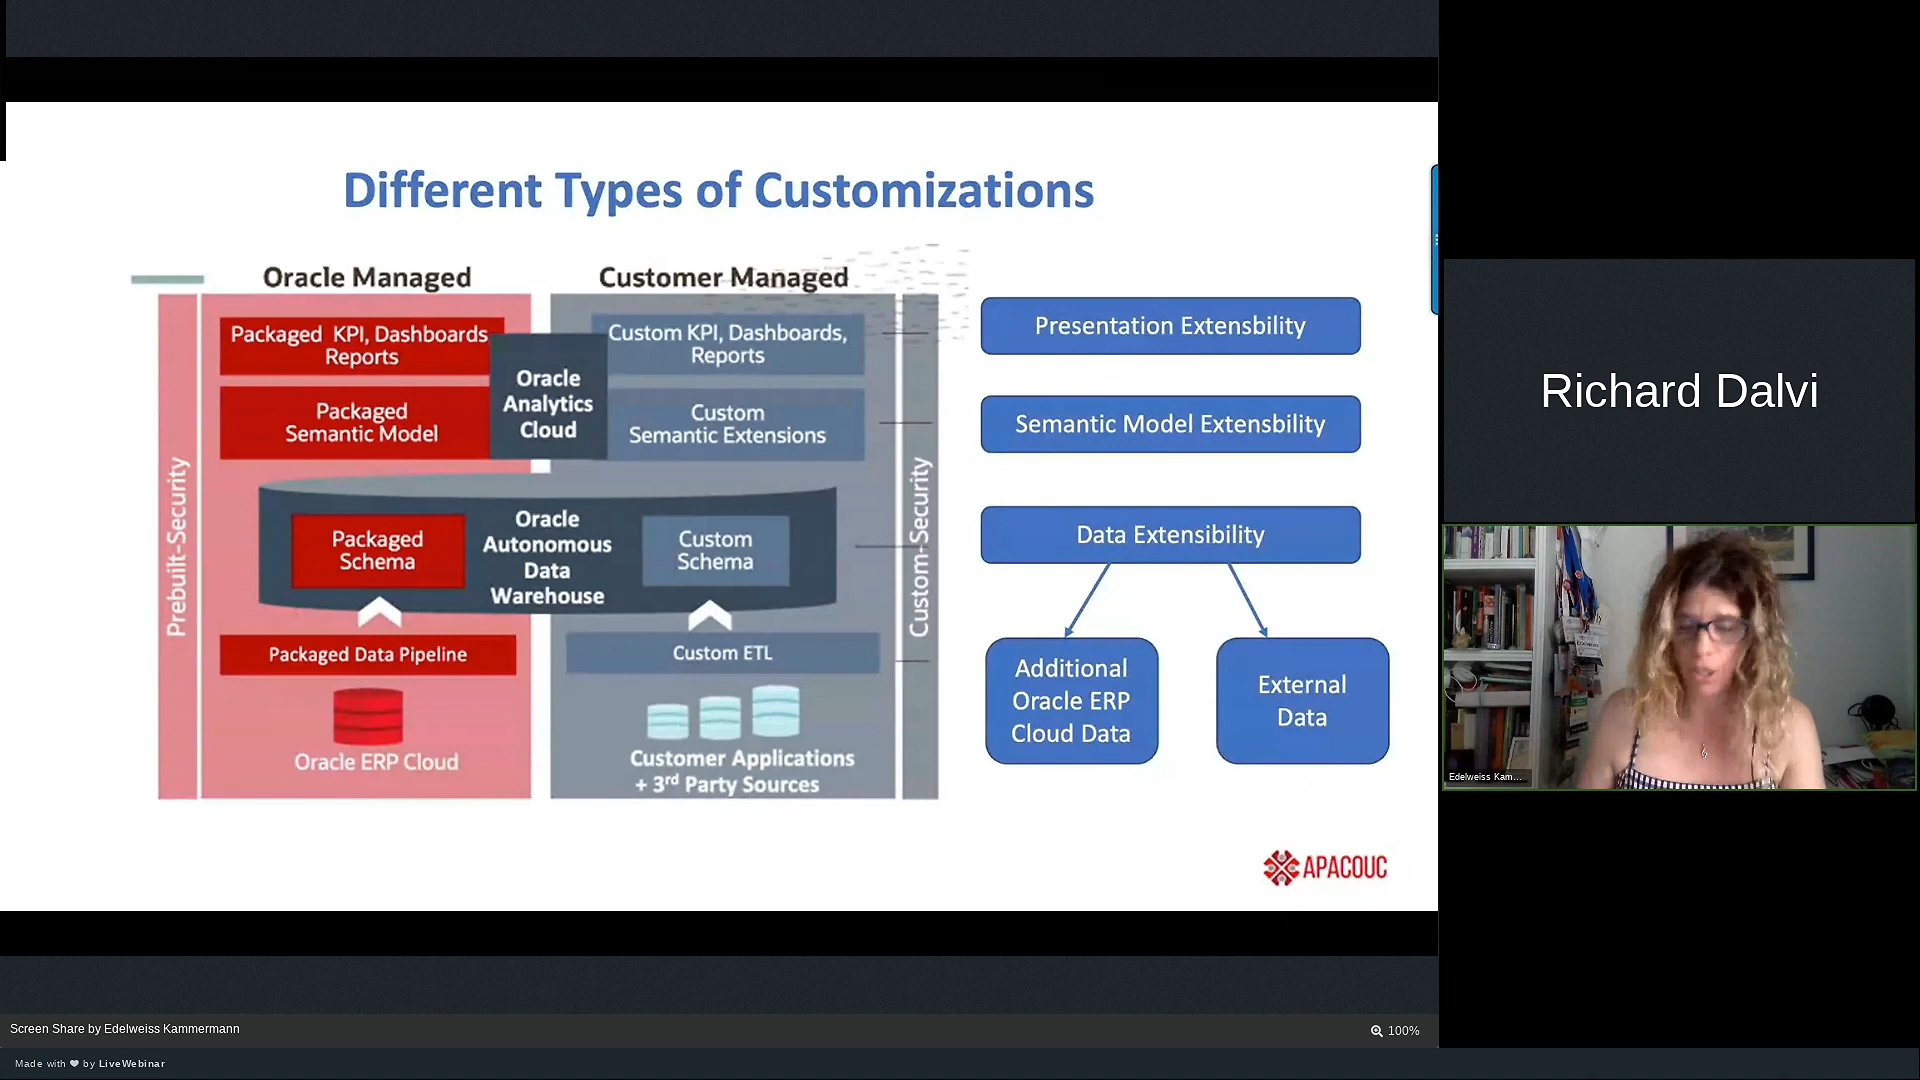 Different Types of Customizations
Oracle Managed
Customer Managed
Packaged KPI, Dashboards
Reports
Custom KPI, Dashboards,
Reports
Oracle
Analytics
Cloud
Packaged
Semantic Model
Custom
Semantic Extensions
Prebuilt-Security
Custom-Security
Packaged
Schema
Oracle
Autonomous
Data
Warehouse
Custom
Schema
Packaged Data Pipeline
Custom ETL
Oracle ERP Cloud
Customer Applications
+ 3rd Party Sources
Presentation Extensbility
Semantic Model Extensbility
Data Extensibility
Additional
Oracle ERP
Cloud Data
External
Data
APACOUC
Richard Dalvi
Edelweiss Kam...
Screen Share by Edelweiss Kammermann
100%
Made with ❤ by LiveWebinar